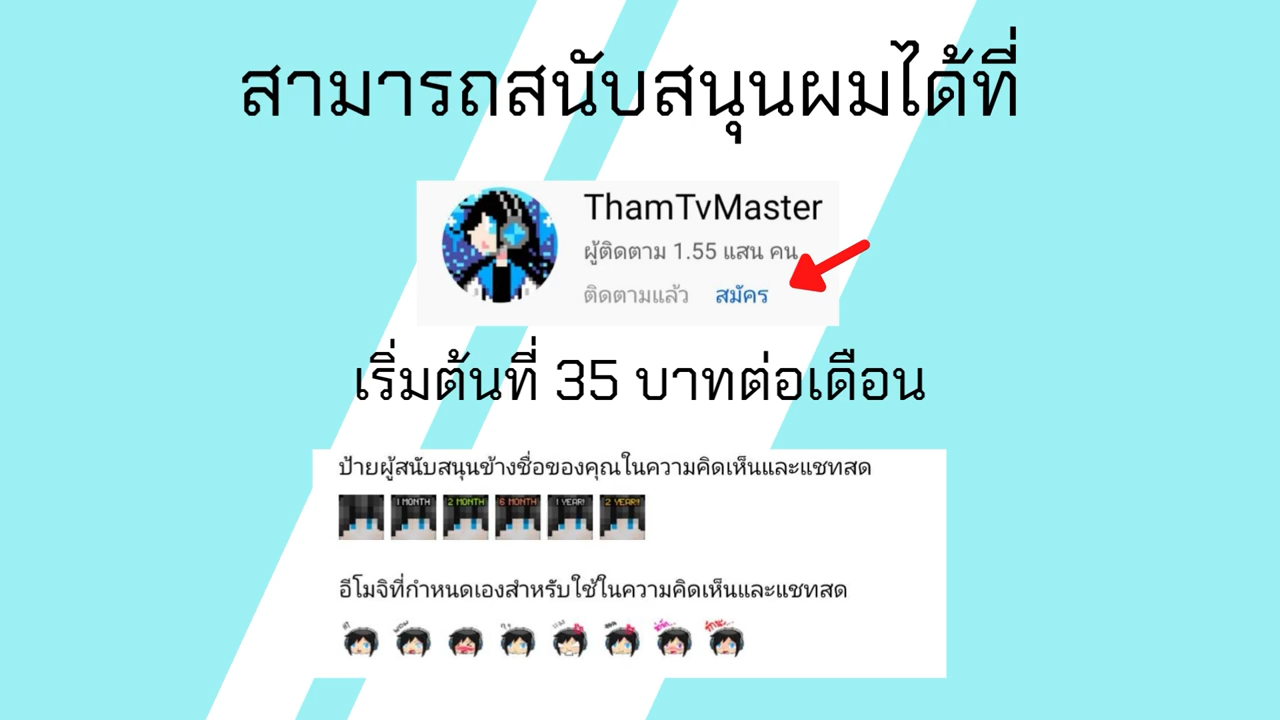 สามารถสนับสนุนผมได้ที่
ThamTvMaster
ผู้ติดตาม 1.55 แสน คน
ติดตามแล้ว สมัคร
เริ่มต้นที่ 35 บาทต่อเดือน
ป้ายผู้สนับสนุนข้างชื่อของคุณในความคิดเห็นและแชทสด
1 MONTH 2 MONTH 6 MONTH 1 YEAR! 2 YEAR!!
อีโมจิที่กำหนดเองสำหรับใช้ในความคิดเห็นและแชทสด